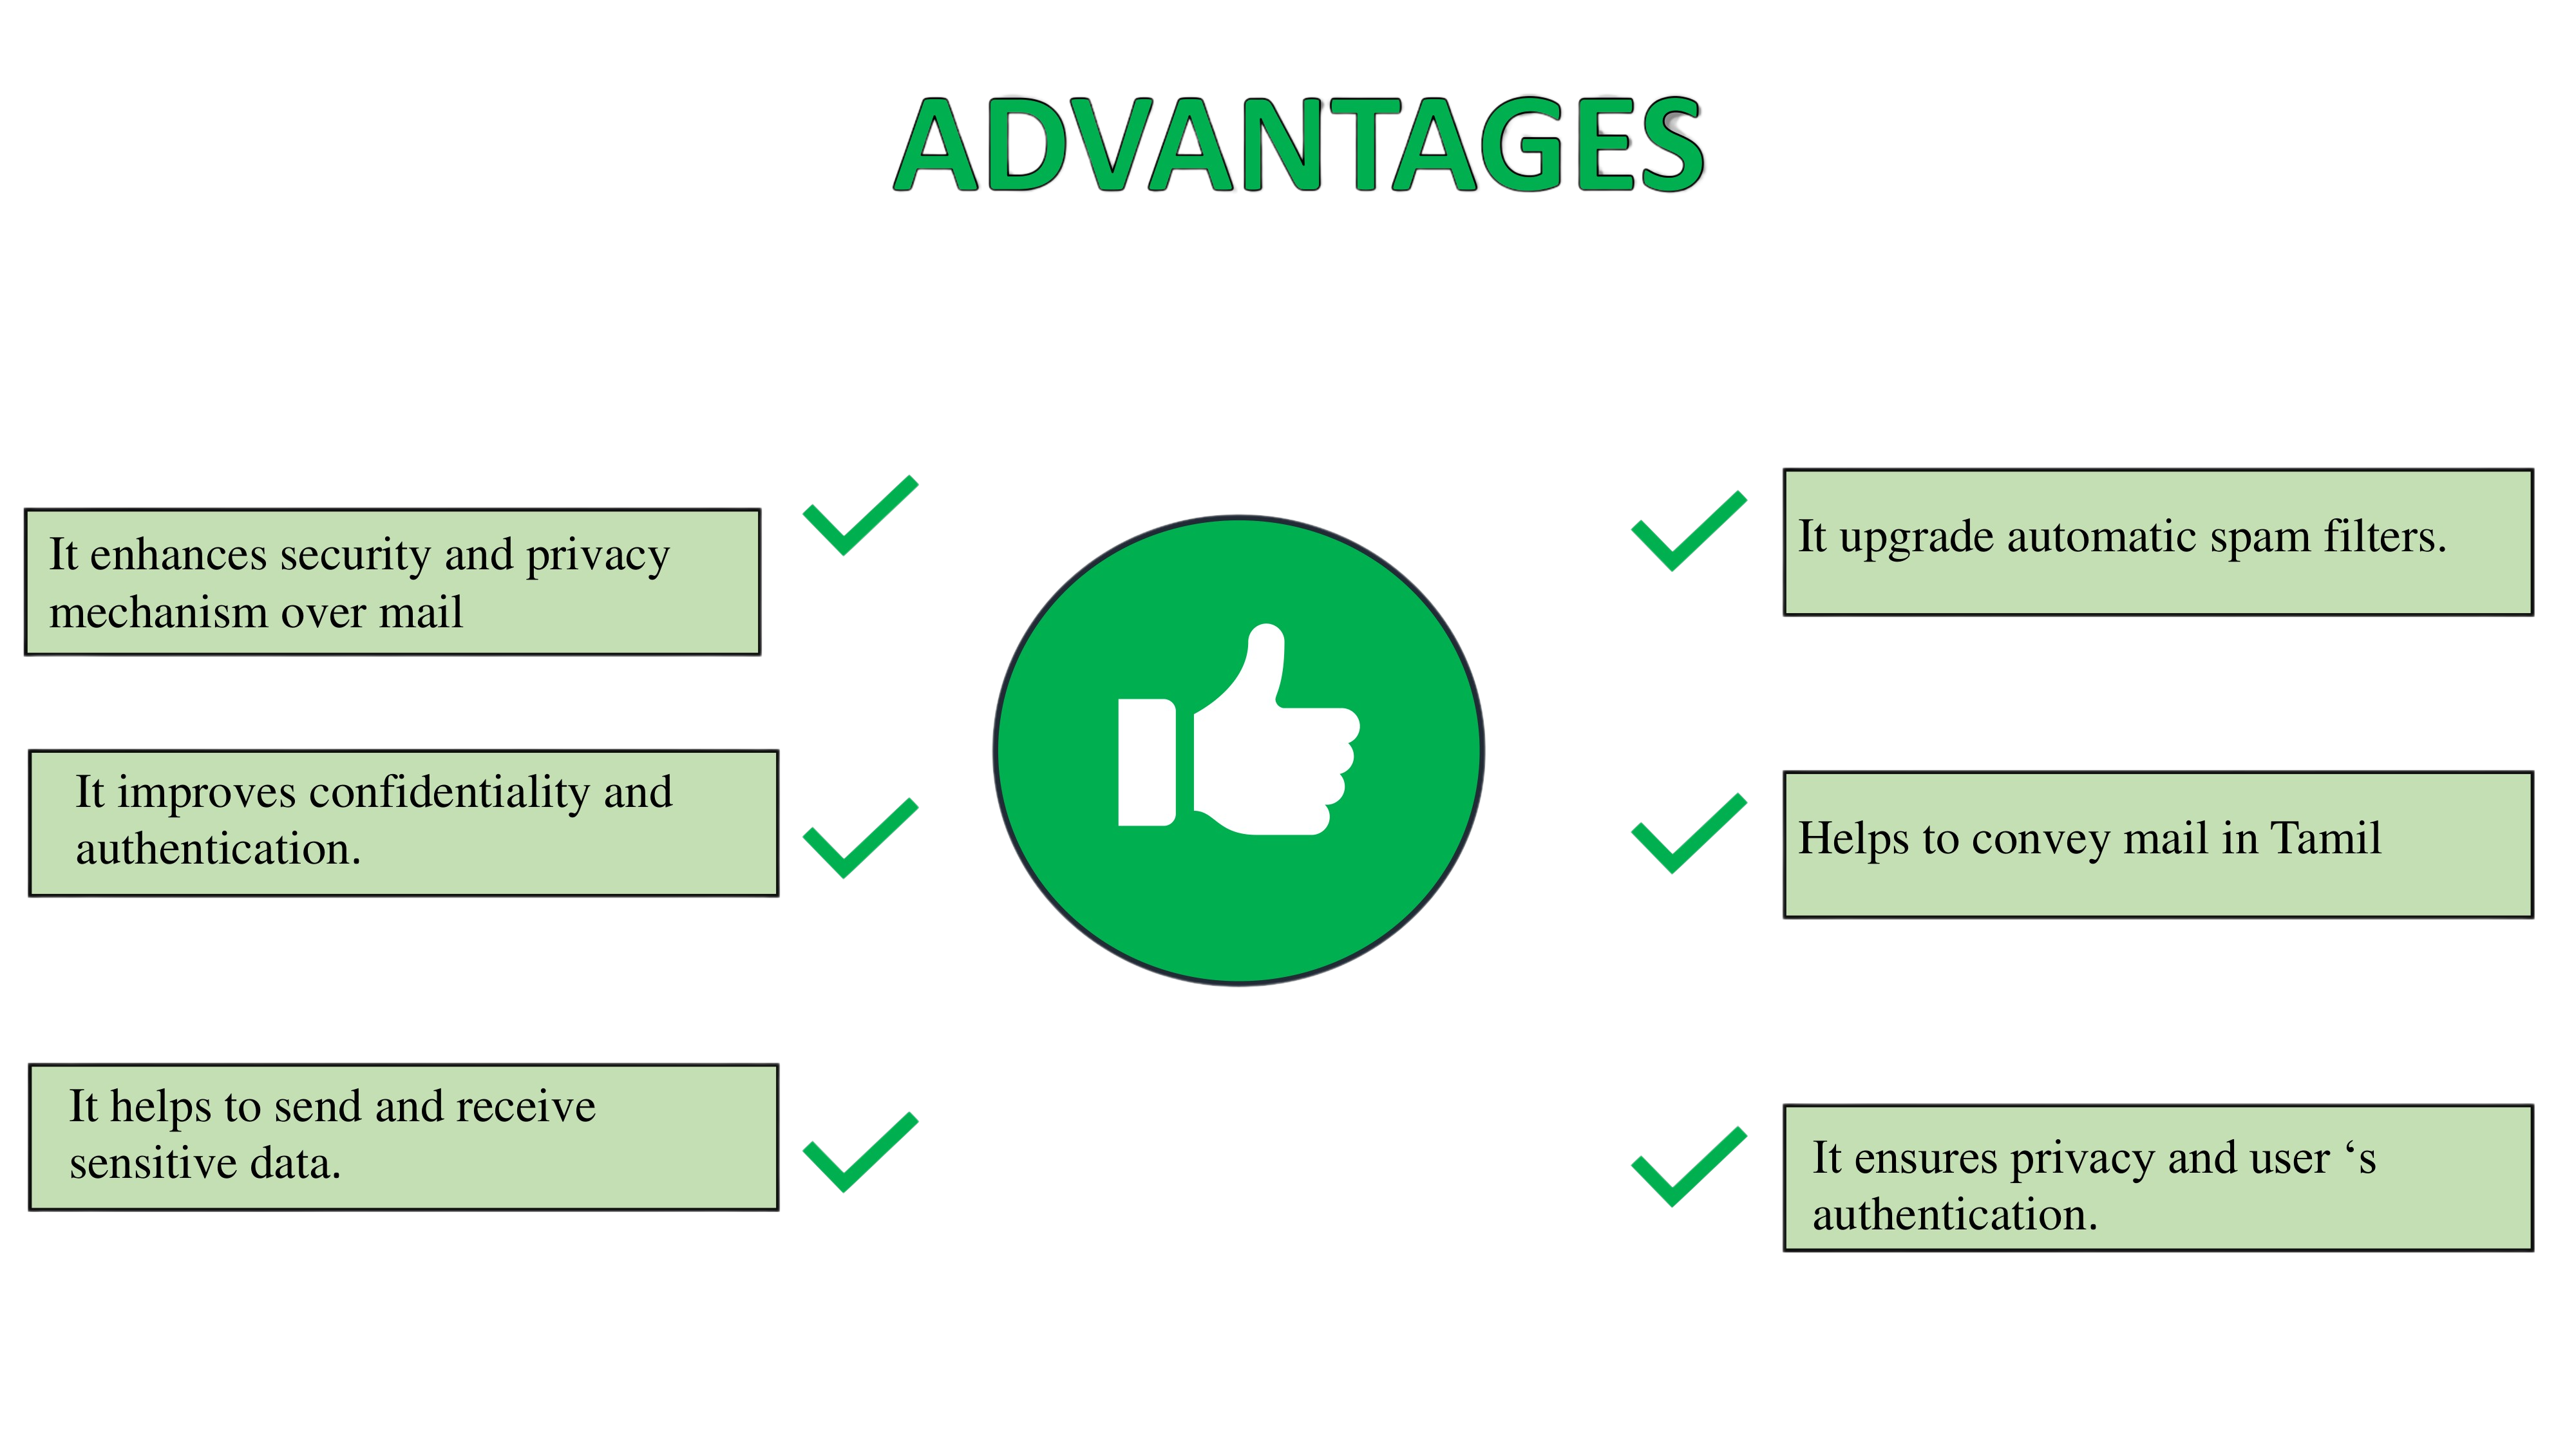 ADVANTAGES
It enhances security and privacy
mechanism over mail
It improves confidentiality and
authentication.
It helps to send and receive
sensitive data.
It upgrade automatic spam filters.
Helps to convey mail in Tamil
It ensures privacy and user ‘s
authentication.